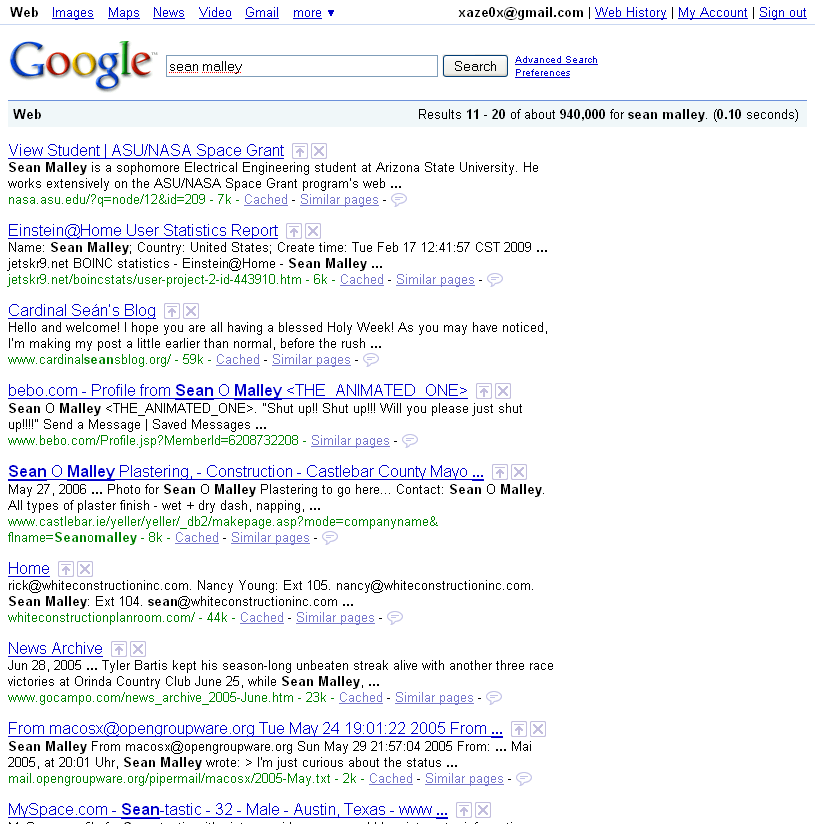 Web Images Maps News Video Gmail more ▼ xaze0x@gmail.com | Web History | My Account | Sign out
Google™ sean malley Search Advanced Search
Preferences
Web Results 11 - 20 of about 940,000 for sean malley. (0.10 seconds)
View Student | ASU/NASA Space Grant
Sean Malley is a sophomore Electrical Engineering student at Arizona State University. He
works extensively on the ASU/NASA Space Grant program's web ...
nasa.asu.edu/?q=node/12&id=209 - 7k - Cached - Similar pages -
Einstein@Home User Statistics Report
Name: Sean Malley; Country: United States; Create time: Tue Feb 17 12:41:57 CST 2009 ...
jetskr9.net BOINC statistics - Einstein@Home - Sean Malley ...
jetskr9.net/boincstats/user-project-2-id-443910.htm - 6k - Cached - Similar pages -
Cardinal Seán's Blog
Hello and welcome! I hope you are all having a blessed Holy Week! As you may have noticed,
I'm making my post a little earlier than normal, before the rush ...
www.cardinalseansblog.org/ - 59k - Cached - Similar pages -
bebo.com - Profile from Sean O Malley <THE_ANIMATED_ONE>
Sean O Malley <THE_ANIMATED_ONE>. "Shut up!! Shut up!!! Will you please just shut
up!!!!" Send a Message | Saved Messages ...
www.bebo.com/Profile.jsp?MemberId=6208732208 - Similar pages -
Sean O Malley Plastering, - Construction - Castlebar County Mayo ...
May 27, 2006 ... Photo for Sean O Malley Plastering to go here... Contact: Sean O Malley.
All types of plaster finish - wet + dry dash, napping, ...
www.castlebar.ie/yeller/yeller/_db2/makepage.asp?mode=companyname&
flname=Seanomalley - 8k - Cached - Similar pages -
Home
rick@whiteconstructioninc.com. Nancy Young: Ext 105. nancy@whiteconstructioninc.com.
Sean Malley: Ext 104. sean@whiteconstructioninc.com ...
whiteconstructionplanroom.com/ - 44k - Cached - Similar pages -
News Archive
Jun 28, 2005 ... Tyler Bartis kept his season-long unbeaten streak alive with another three race
victories at Orinda Country Club June 25, while Sean Malley, ...
www.gocampo.com/news_archive_2005-June.htm - 23k - Cached - Similar pages -
From macosx@opengroupware.org Tue May 24 19:01:22 2005 From ...
Sean Malley From macosx@opengroupware.org Sun May 29 21:57:04 2005 From: ... Mai
2005, at 20:01 Uhr, Sean Malley wrote: > I'm just curious about the status ...
mail.opengroupware.org/pipermail/macosx/2005-May.txt - 2k - Cached - Similar pages -
MySpace.com - Sean-tastic - 32 - Male - Austin, Texas - www ...